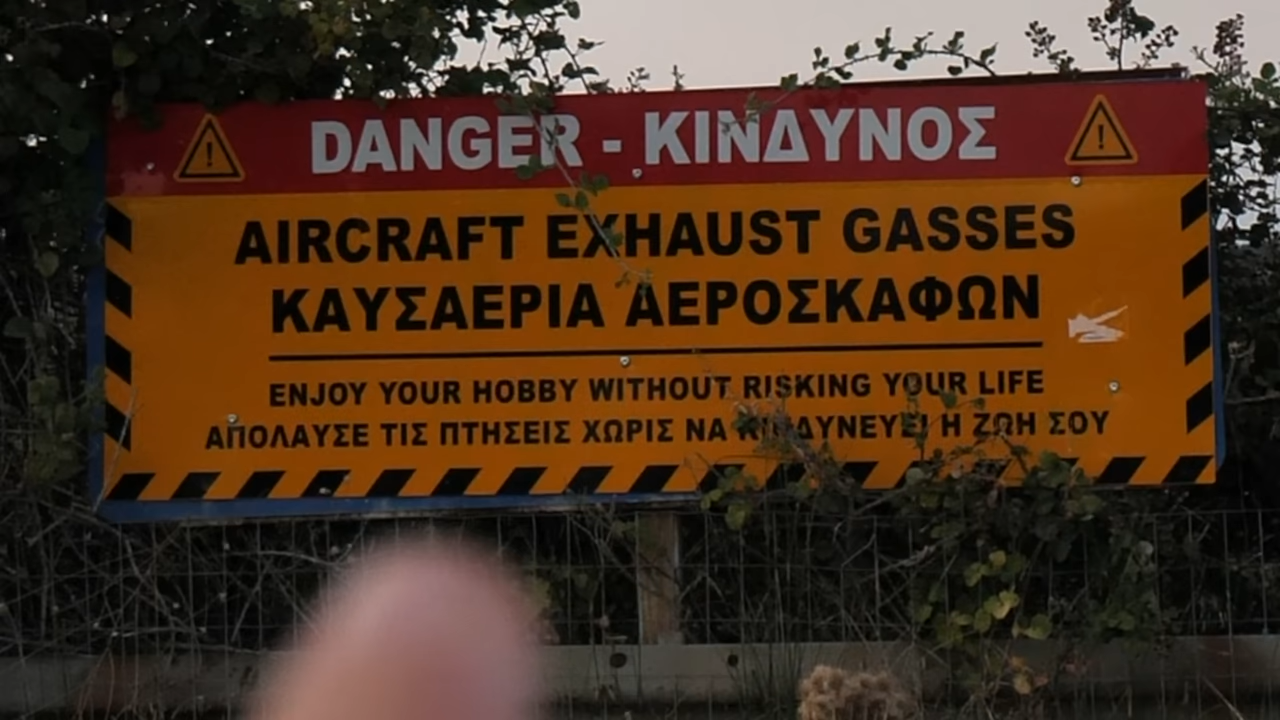 DANGER - ΚΙΝΔΥΝΟΣ
AIRCRAFT EXHAUST GASSES
ΚΑΥΣΑΕΡΙΑ ΑΕΡΟΣΚΑΦΩΝ
ENJOY YOUR HOBBY WITHOUT RISKING YOUR LIFE
ΑΠΟΛΑΥΣΕ ΤΙΣ ΠΤΗΣΕΙΣ ΧΩΡΙΣ ΝΑ ΚΙΝΔΥΝΕΥΕΙ Η ΖΩΗ ΣΟΥ